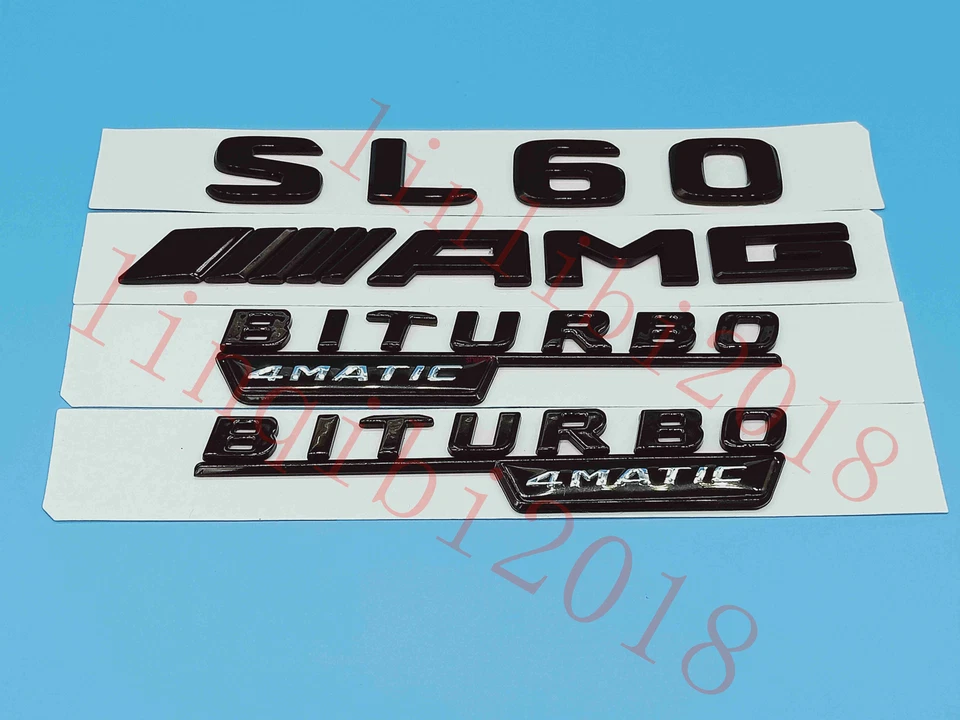 SL60
AMG
BITURBO
4MATIC
BITURBO
4MATIC
linlibi2018
linlibi2018